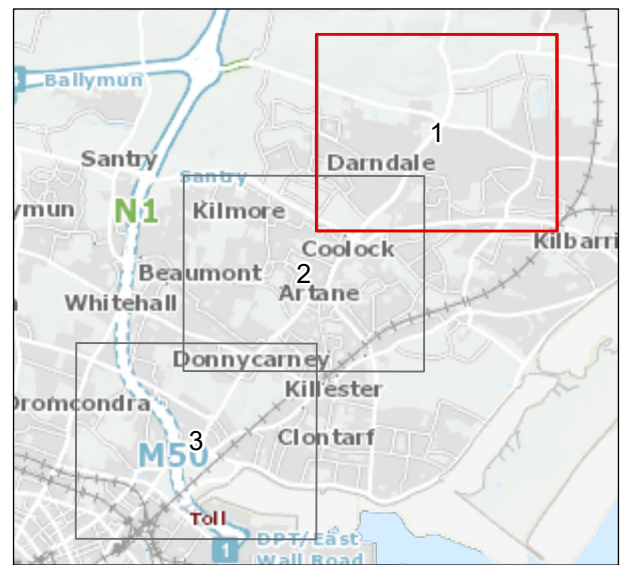 Ballymun
1
Santry
Darndale
Santry
ymun
N1
Kilmore
Coolock
Kilbarri
Beaumont
2
Artane
Whitehall
Donnycarney
Killester
Dromcondra
Clontarf
3
M50
Toll
1
DPT/East
Wall Road